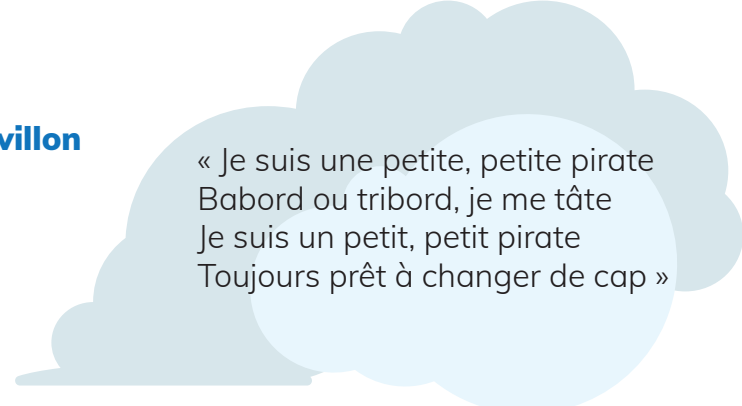 villon
« Je suis une petite, petite pirate
Babord ou tribord, je me tâte
Je suis un petit, petit pirate
Toujours prêt à changer de cap »